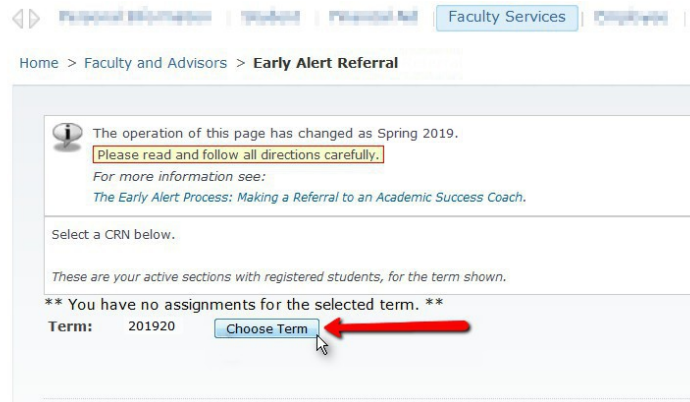 Faculty Services
Home > Faculty and Advisors > Early Alert Referral
The operation of this page has changed as Spring 2019.
Please read and follow all directions carefully.
For more information see:
The Early Alert Process: Making a Referral to an Academic Success Coach.
Select a CRN below.
These are your active sections with registered students, for the term shown.
** You have no assignments for the selected term. **
Term: 201920 Choose Term